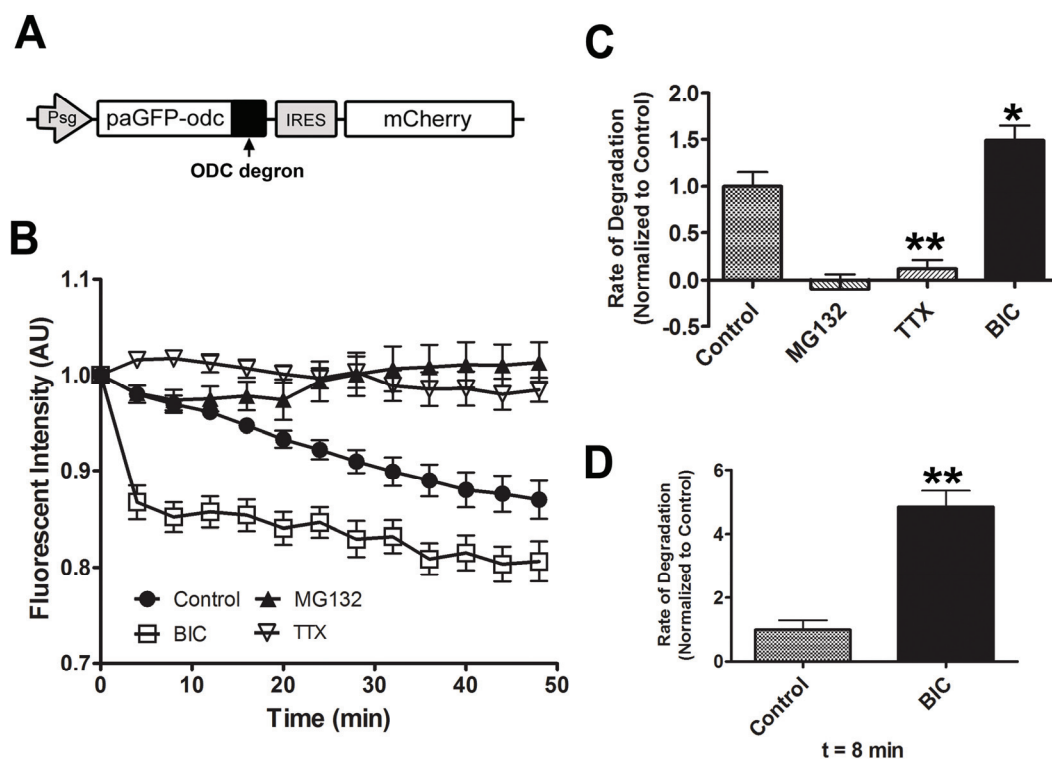 A
Psg
paGFP-odc
IRES
mCherry
ODC degron
B
Fluorescent Intensity (AU)
1.1
1.0
0.9
0.8
0.7
Control
MG132
BIC
TTX
0
10
20
30
40
50
Time (min)
C
Rate of Degradation
(Normalized to Control)
2.0
1.5
1.0
0.5
0.0
-0.5
**
*
Control
MG132
TTX
BIC
D
Rate of Degradation
(Normalized to Control)
6
4
2
0
**
Control
BIC
t = 8 min